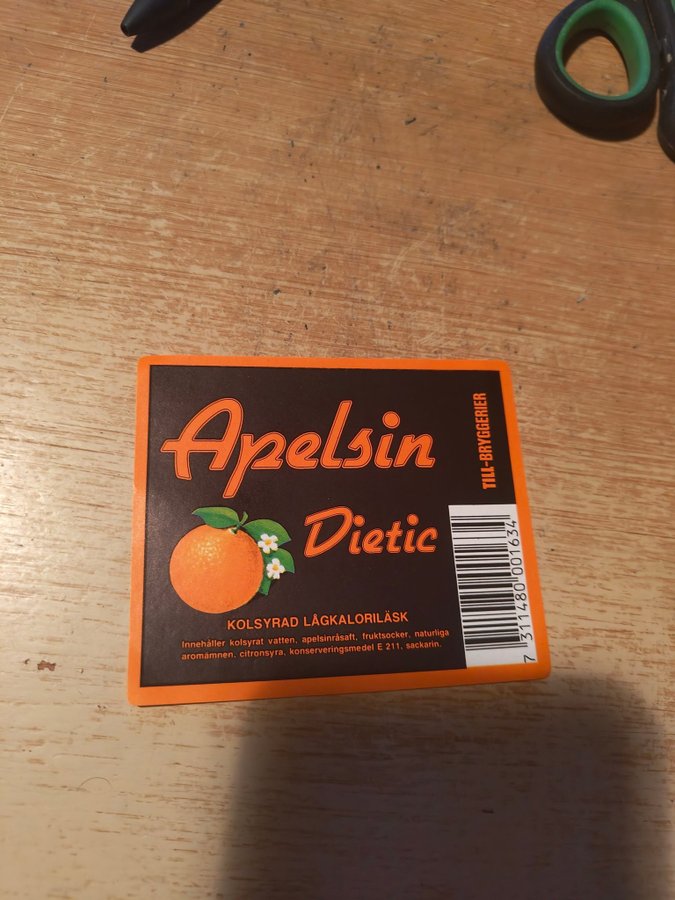 Apelsin
Dietic
KOLSYRAD LÅGKALORILÄSK
Innehåller kolsyrat vatten, apelsinråsaft, fruktsocker, naturliga
aromämnen, citronsyra, konserveringsmedel E 211, sackarin.
TILL-BRYGGERIER
7 311480 001634